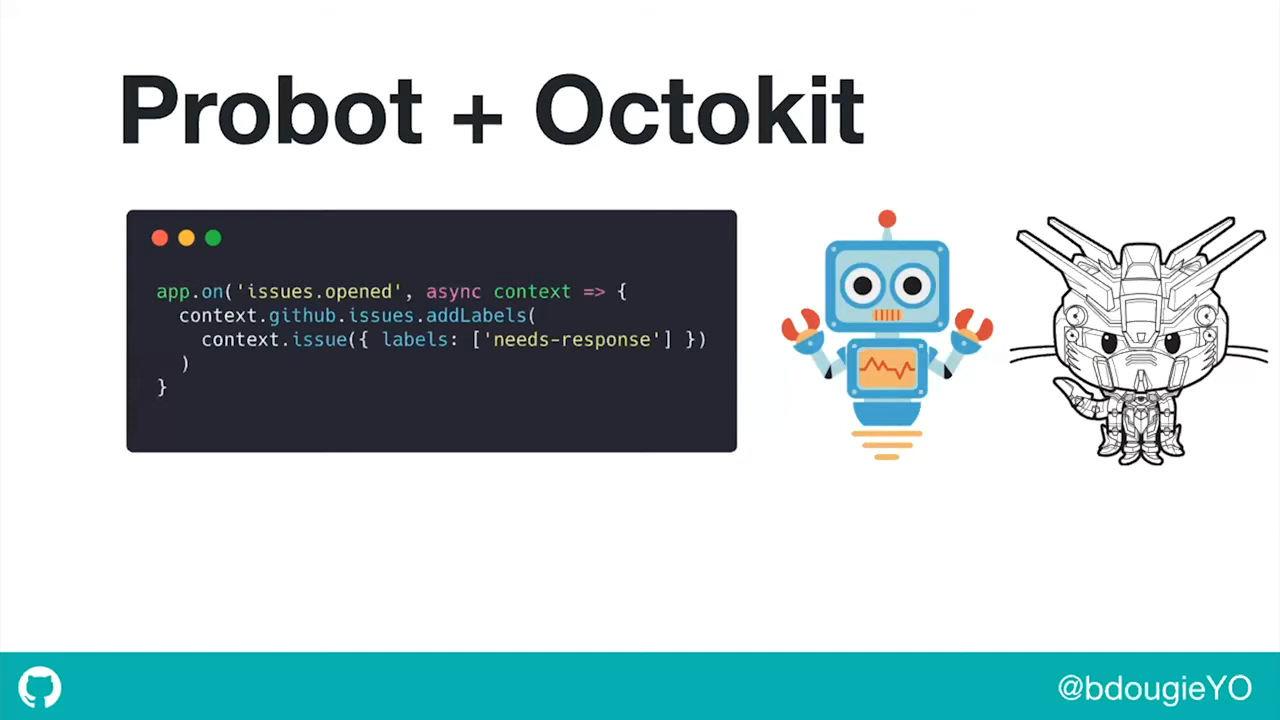 Probot + Octokit
app.on('issues.opened', async context => {
  context.github.issues.addLabels(
    context.issue({ labels: ['needs-response'] })
  )
}
@bdougieYO